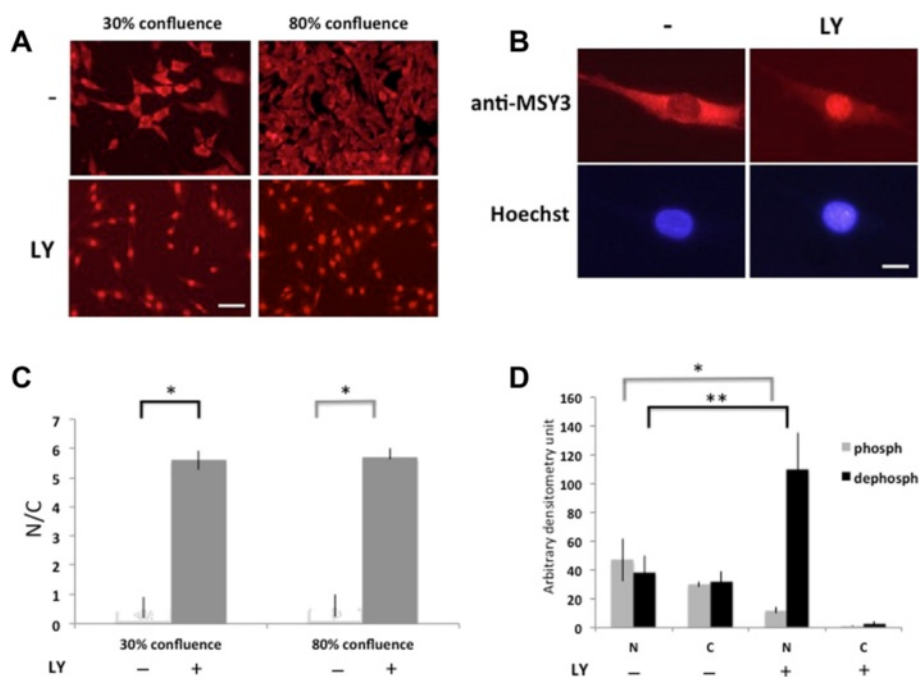 A
30% confluence 80% confluence
-
LY
B
- LY
anti-MSY3
Hoechst
C
* *
7
6
5
4
3
2
1
0
N/C
30% confluence 80% confluence
LY – + – +
D
*
**
160
140
120
100
80
60
40
20
0
Arbitrary densitometry unit
phosph
dephosph
N C N C
LY – – + +